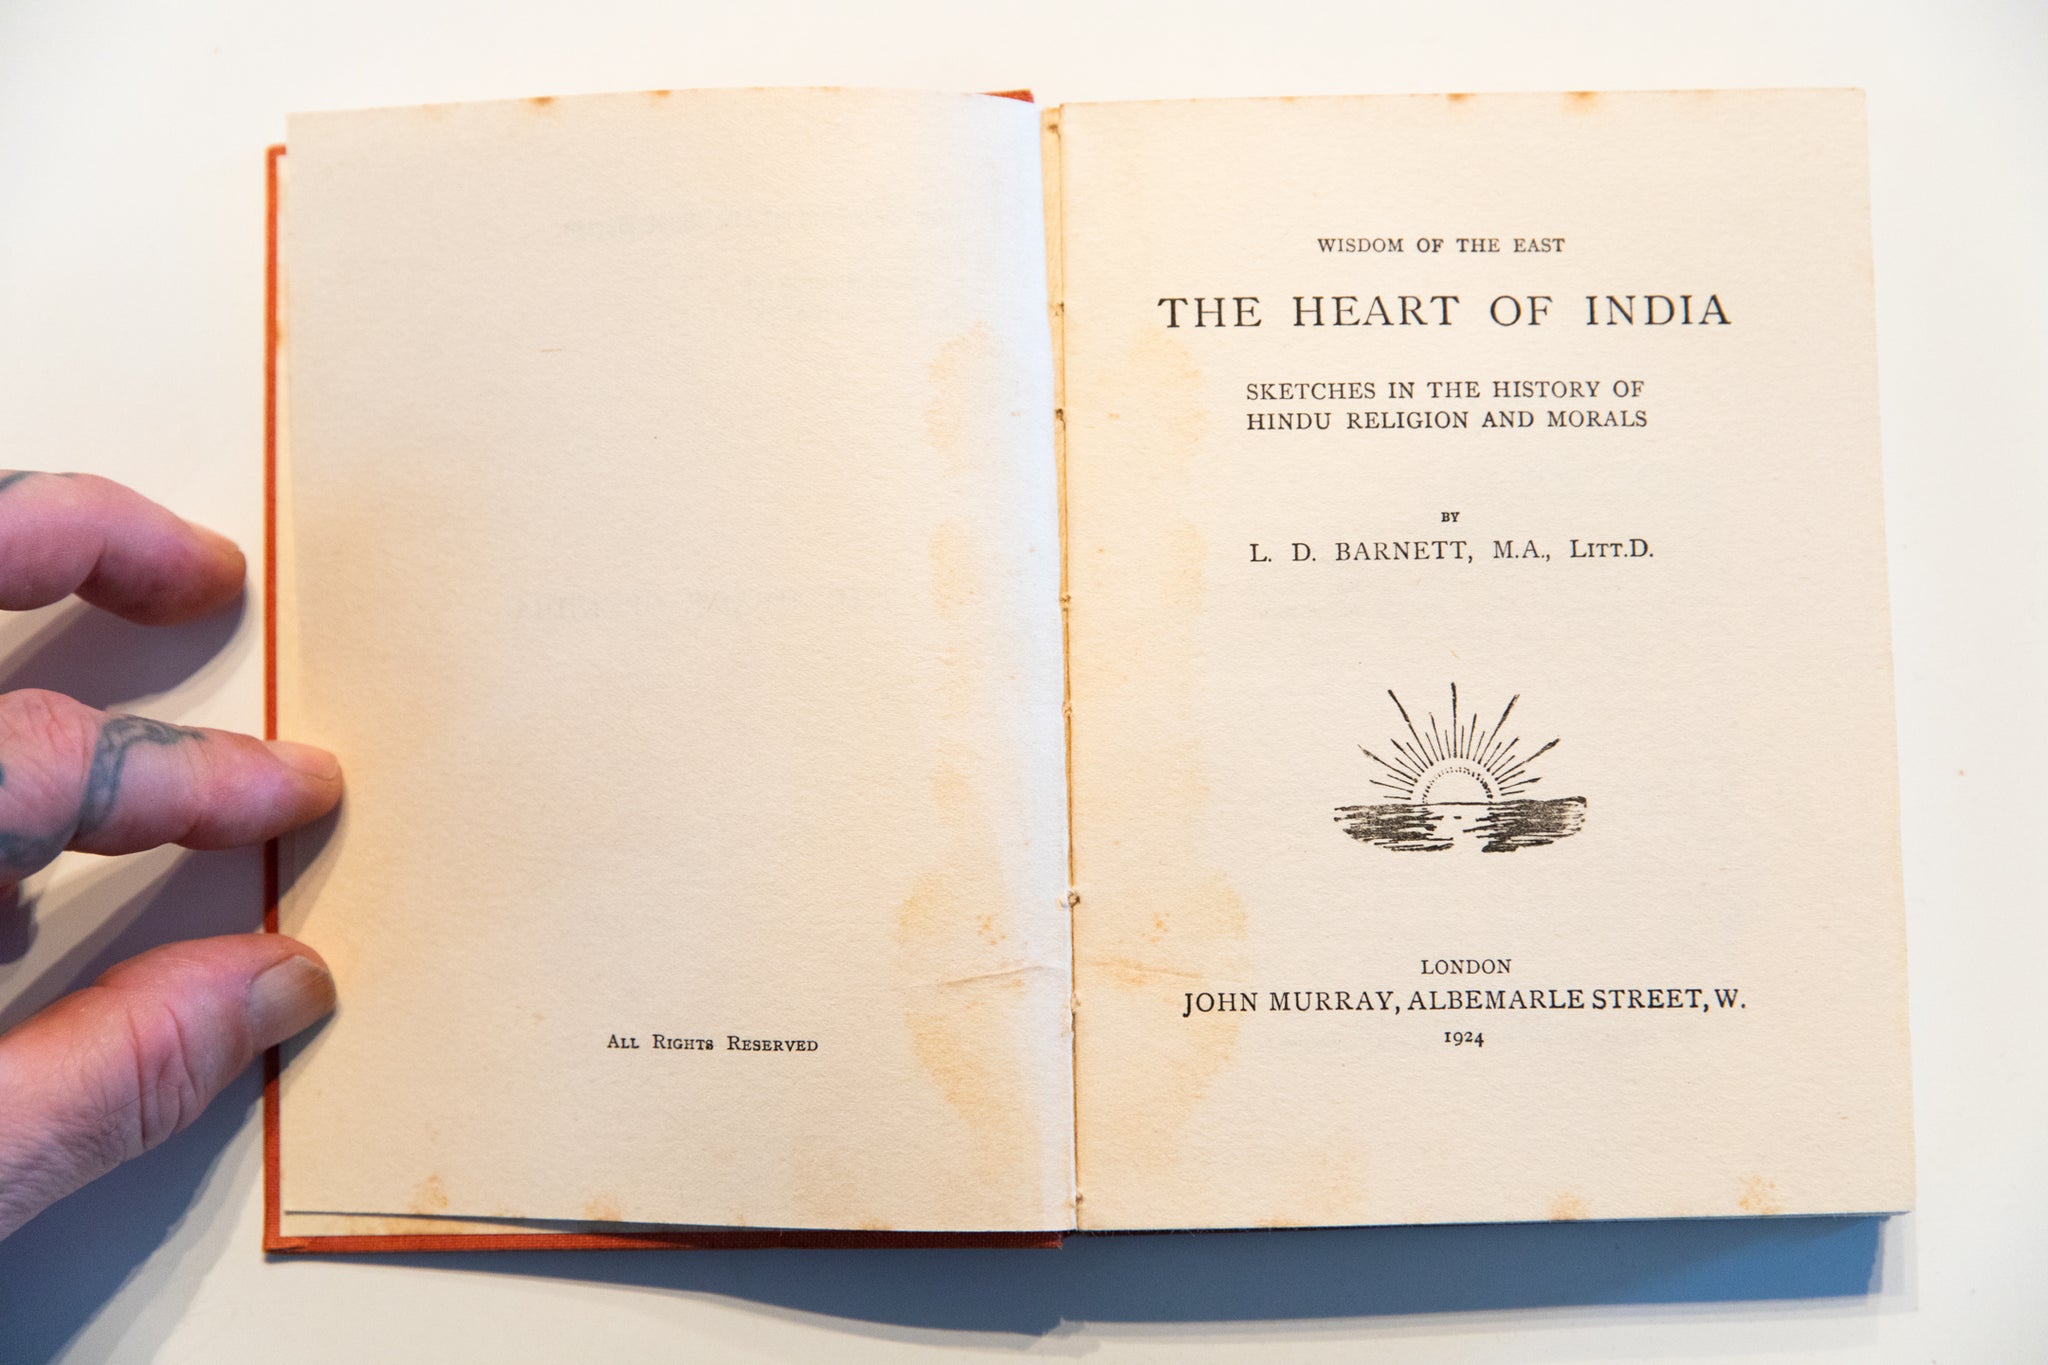 All Rights Reserved
WISDOM OF THE EAST
THE HEART OF INDIA
SKETCHES IN THE HISTORY OF
HINDU RELIGION AND MORALS
BY
L. D. BARNETT, M.A., Litt.D.
LONDON
JOHN MURRAY, ALBEMARLE STREET, W.
1924